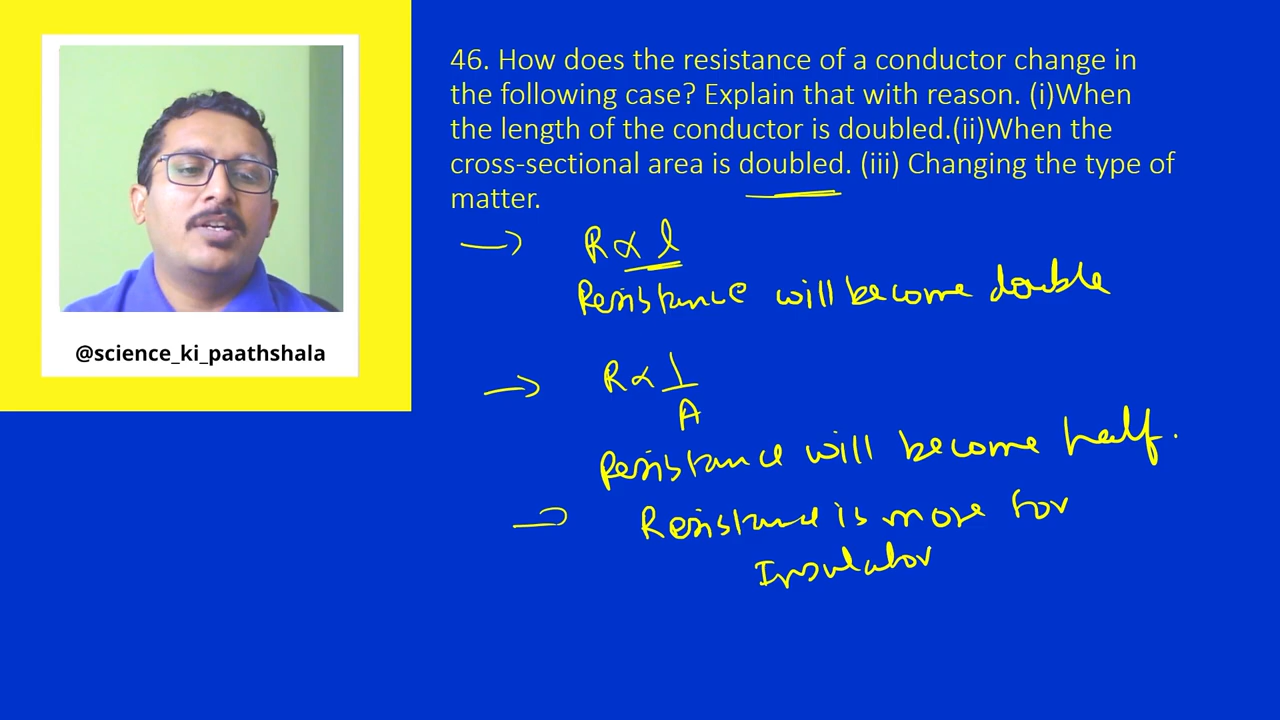 46. How does the resistance of a conductor change in
the following case? Explain that with reason. (i)When
the length of the conductor is doubled.(ii)When the
cross-sectional area is doubled. (iii) Changing the type of
matter.
→ R ∝ l
Resistance will become double
@science_ki_paathshala
→ R ∝ 1/A
Resistance will become half.
→ Resistance is more for
Insulator